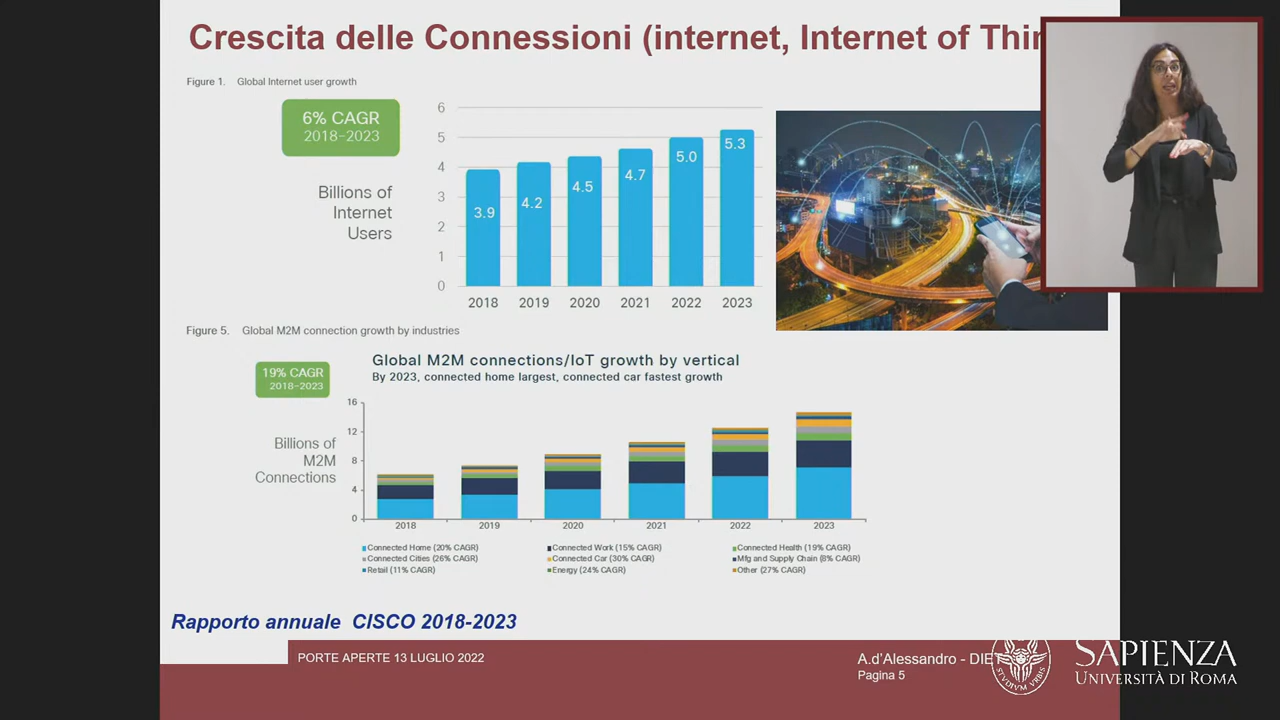 Crescita delle Connessioni (internet, Internet of Thin
Figure 1. Global Internet user growth
6% CAGR
2018-2023
Billions of
Internet
Users
6
5
4
3
2
1
0
3.9
4.2
4.5
4.7
5.0
5.3
2018 2019 2020 2021 2022 2023
Figure 5. Global M2M connection growth by industries
19% CAGR
2018-2023
Global M2M connections/IoT growth by vertical
By 2023, connected home largest, connected car fastest growth
Billions of
M2M
Connections
16
12
8
4
0
2018 2019 2020 2021 2022 2023
Connected Home (20% CAGR) Connected Work (15% CAGR) Connected Health (19% CAGR)
Connected Cities (26% CAGR) Connected Car (30% CAGR) Mfg and Supply Chain (8% CAGR)
Retail (11% CAGR) Energy (24% CAGR) Other (27% CAGR)
Rapporto annuale CISCO 2018-2023
PORTE APERTE 13 LUGLIO 2022
A.d'Alessandro - DIET
Pagina 5
STUDIUM URBIS
SAPIENZA
UNIVERSITÀ DI ROMA